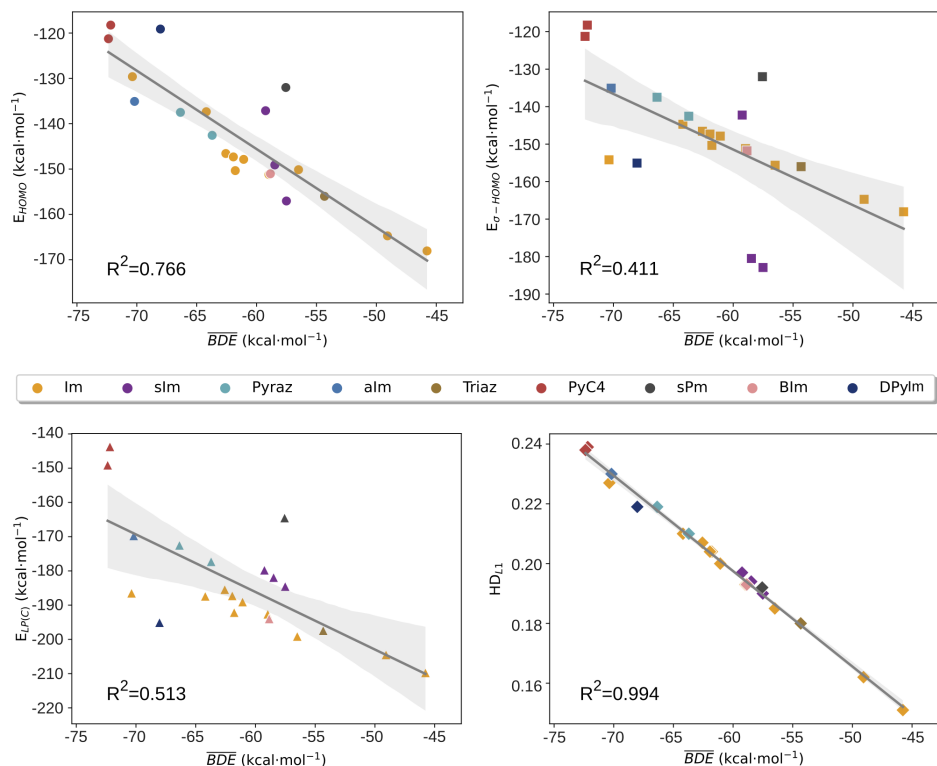 -120
-130
-140
-150
-160
-170
E_HOMO (kcal·mol⁻¹)
R²=0.766
-75 -70 -65 -60 -55 -50 -45
BDE (kcal·mol⁻¹)
-120
-130
-140
-150
-160
-170
-180
-190
E_σ−HOMO (kcal·mol⁻¹)
R²=0.411
-75 -70 -65 -60 -55 -50 -45
BDE (kcal·mol⁻¹)
Im sIm Pyraz aIm Triaz PyC4 sPm BIm DPyIm
-140
-150
-160
-170
-180
-190
-200
-210
-220
E_LP(C) (kcal·mol⁻¹)
R²=0.513
-75 -70 -65 -60 -55 -50 -45
BDE (kcal·mol⁻¹)
0.24
0.22
0.20
0.18
0.16
HD_L1
R²=0.994
-75 -70 -65 -60 -55 -50 -45
BDE (kcal·mol⁻¹)